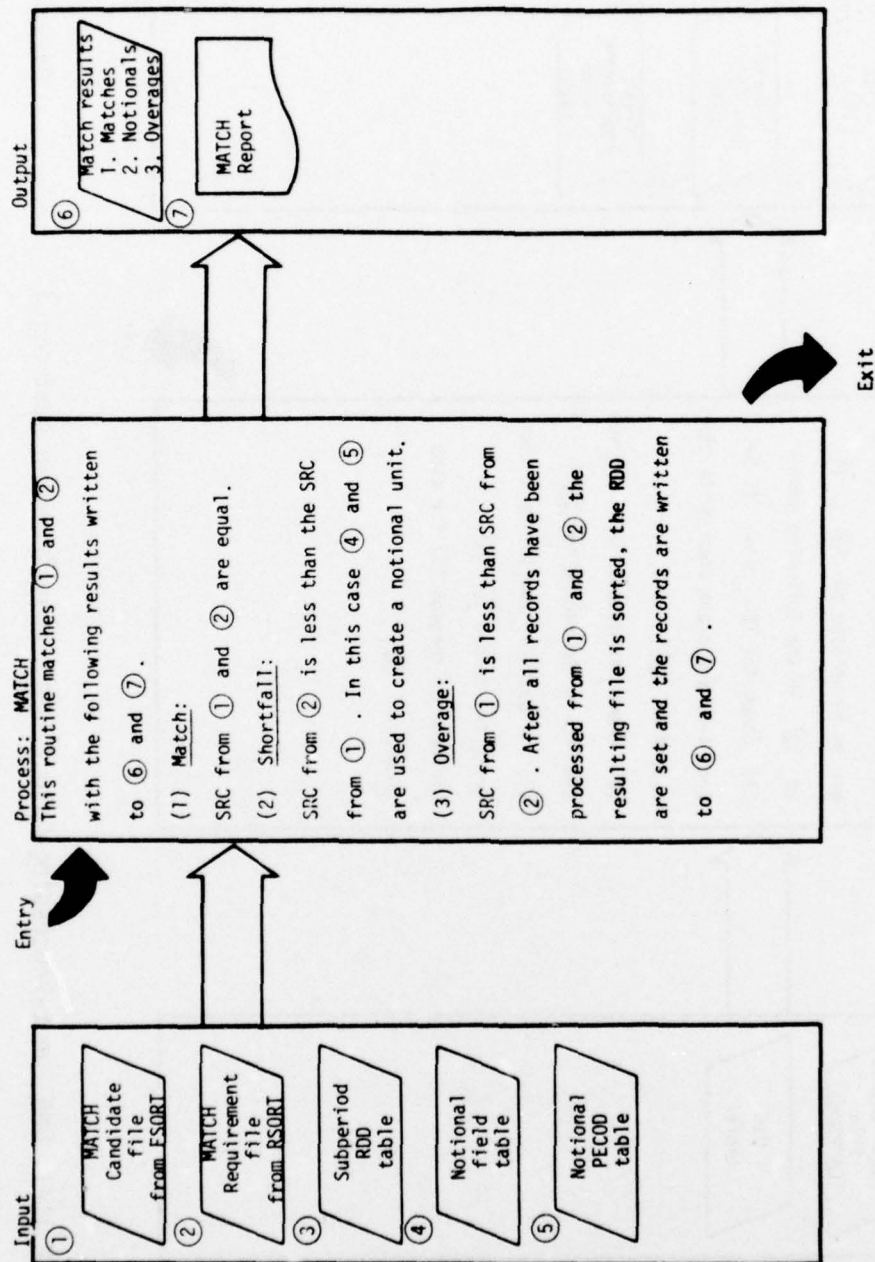 Input
① MATCH
Candidate
file
from ESORT
② MATCH
Requirement
file
from RSORT
③ Subperiod
RDD
table
④ Notional
field
table
⑤ Notional
PECOD
table
Entry
Process: MATCH
This routine matches ① and ②
with the following results written
to ⑥ and ⑦.
(1) Match:
SRC from ① and ② are equal.
(2) Shortfall:
SRC from ② is less than the SRC
from ①. In this case ④ and ⑤
are used to create a notional unit.
(3) Overage:
SRC from ① is less than SRC from
②. After all records have been
processed from ① and ② the
resulting file is sorted, the RDD
are set and the records are written
to ⑥ and ⑦.
Exit
Output
⑥ Match results
1. Matches
2. Notionals
3. Overages
⑦ MATCH
Report